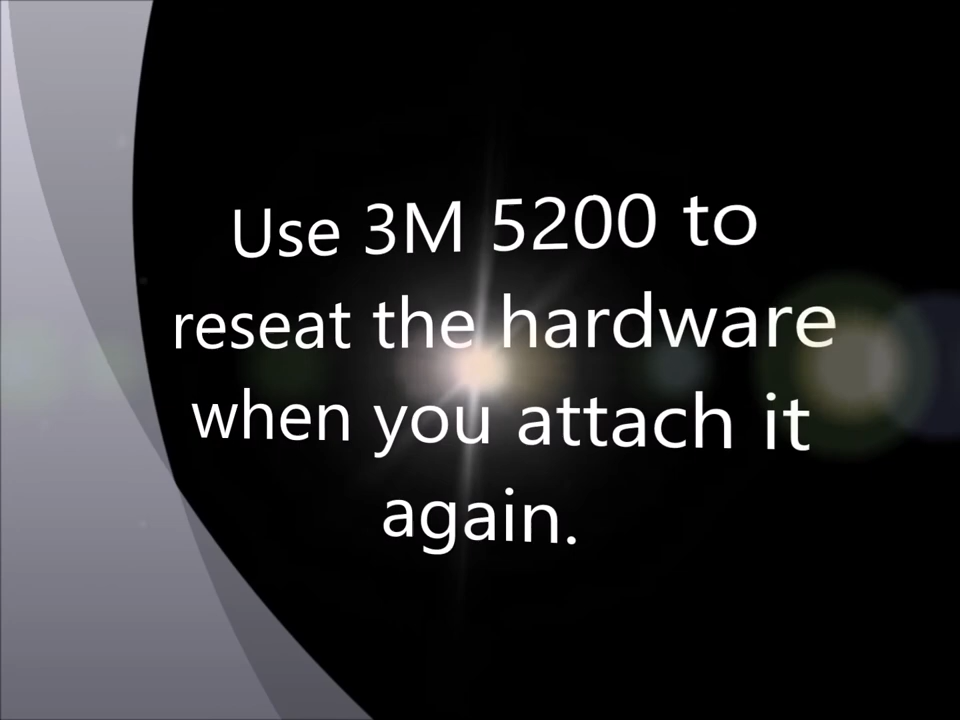 Use 3M 5200 to
reseat the hardware
when you attach it
again.